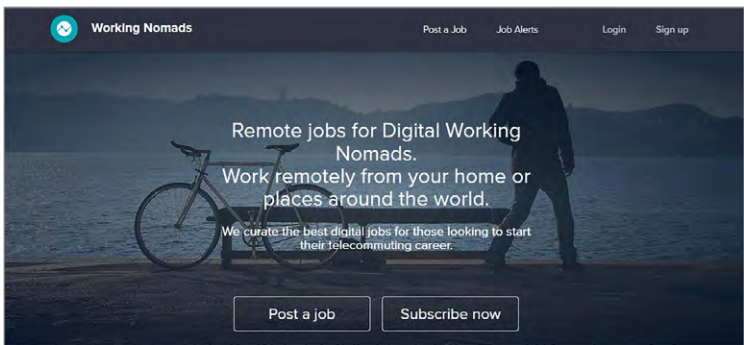 Working Nomads
Post a Job
Job Alerts
Login
Sign up
Remote jobs for Digital Working
Nomads.
Work remotely from your home or
places around the world.
We curate the best digital jobs for those looking to start
their telecommuting career.
Post a job
Subscribe now